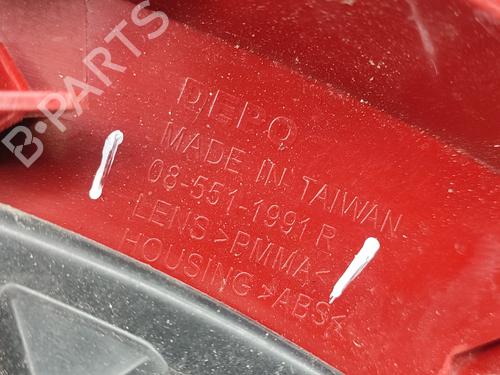 B-PARTS
DEPO
MADE IN TAIWAN
08-551-1991 R
LENS >PMMA<
HOUSING >ABS<